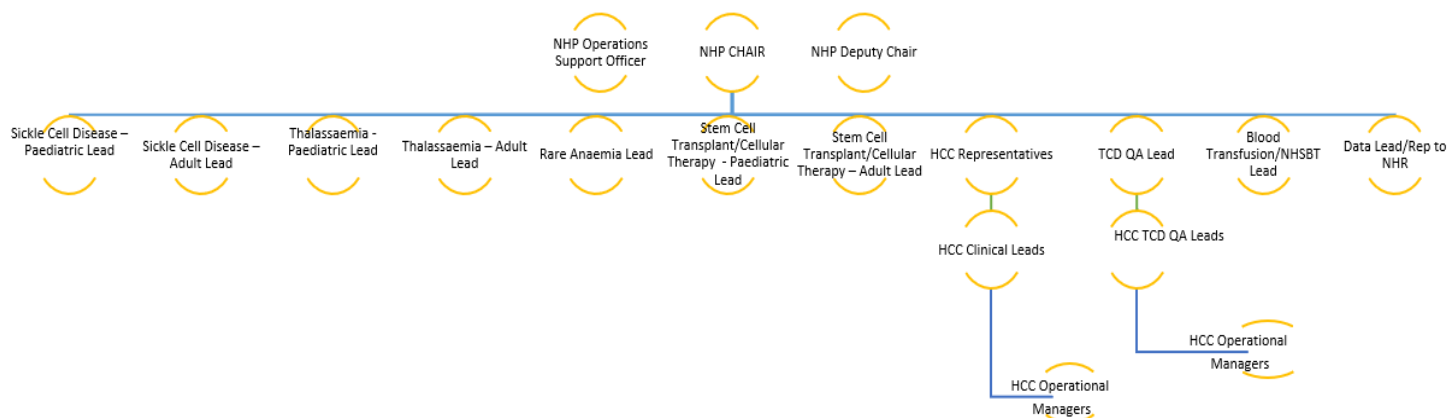 NHP Operations
Support Officer
NHP CHAIR
NHP Deputy Chair
Sickle Cell Disease –
Paediatric Lead
Sickle Cell Disease –
Adult Lead
Thalassaemia -
Paediatric Lead
Thalassaemia – Adult
Lead
Rare Anaemia Lead
Stem Cell
Transplant/Cellular
Therapy - Paediatric
Lead
Stem Cell
Transplant/Cellular
Therapy – Adult Lead
HCC Representatives
TCD QA Lead
Blood
Transfusion/NHSBT
Lead
Data Lead/Rep to
NHR
HCC Clinical Leads
HCC TCD QA Leads
HCC Operational
Managers
HCC Operational
Managers